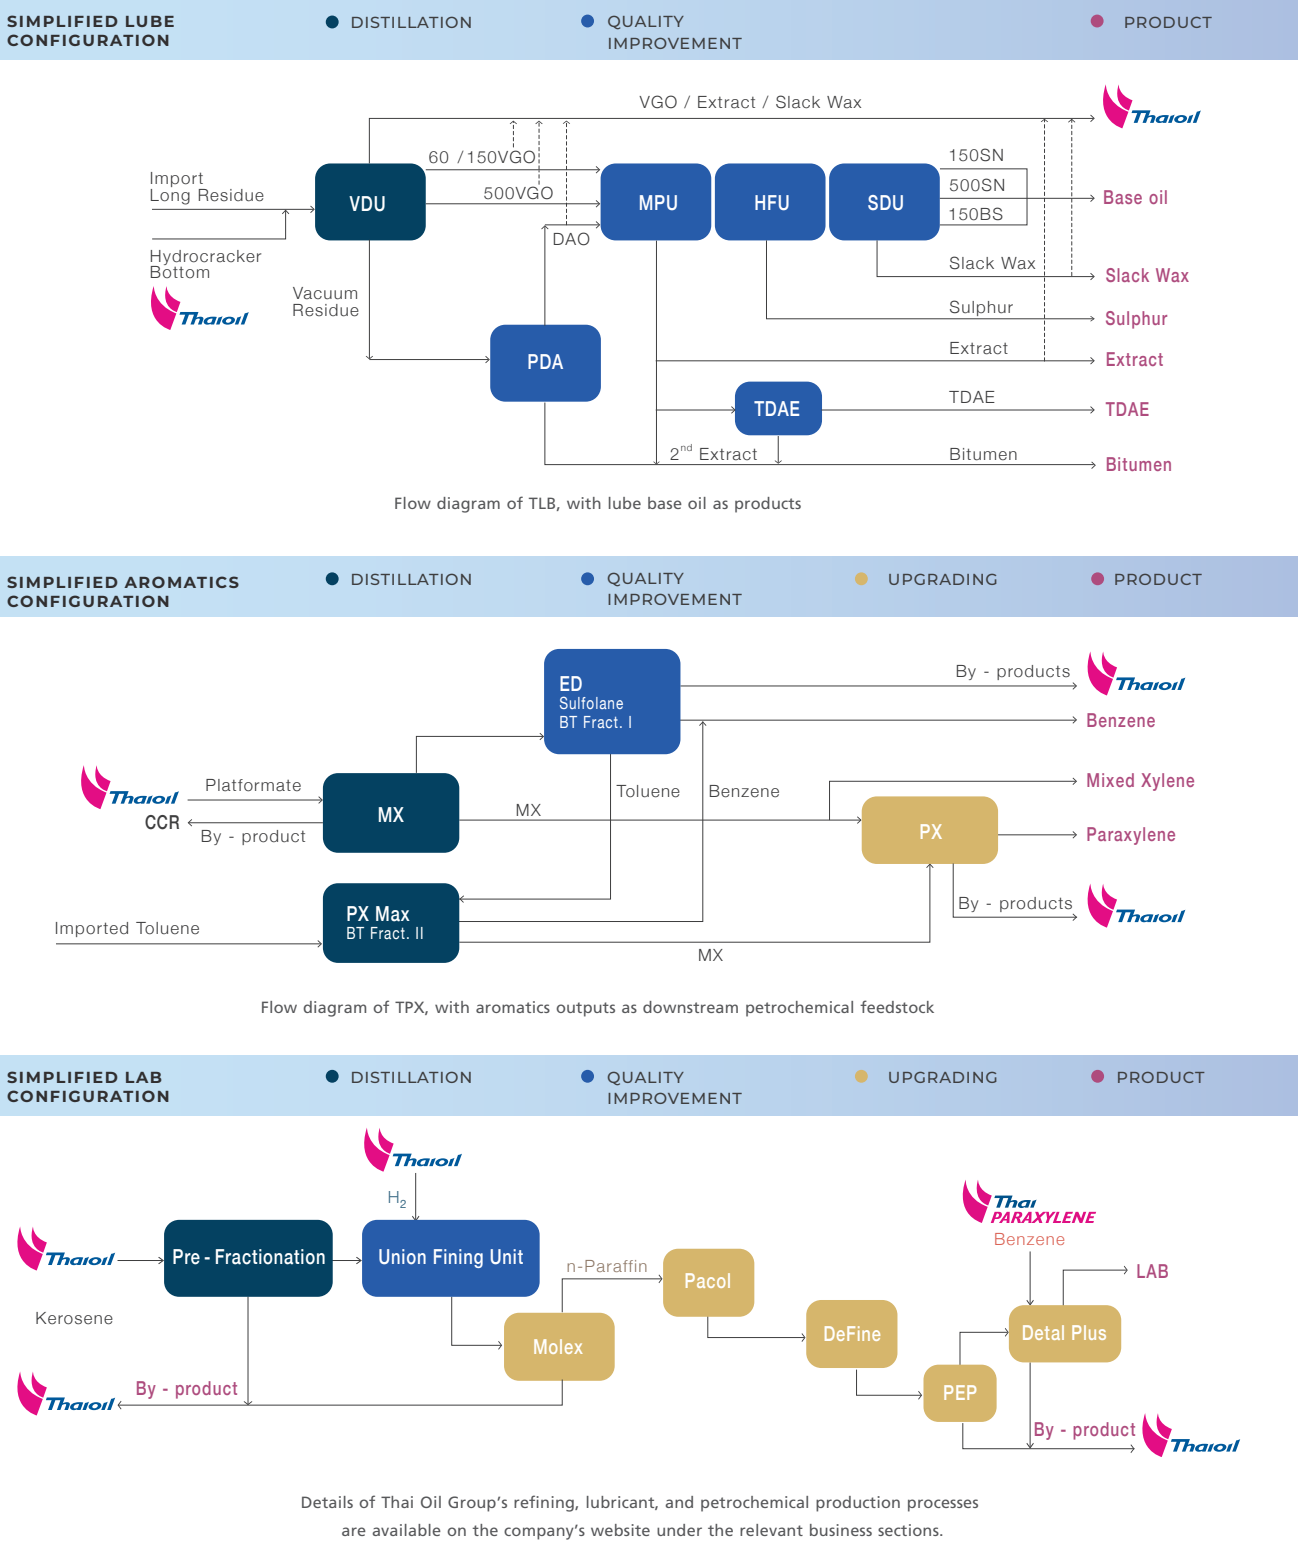 SIMPLIFIED LUBE
CONFIGURATION
DISTILLATION
QUALITY
IMPROVEMENT
PRODUCT
VGO / Extract / Slack Wax
Thaioil
60 /150VGO
500VGO
DAO
Import
Long Residue
Hydrocracker
Bottom
Thaioil
VDU
Vacuum
Residue
PDA
MPU
HFU
SDU
150SN
500SN
150BS
Base oil
Slack Wax
Slack Wax
Sulphur
Sulphur
Extract
Extract
TDAE
TDAE
TDAE
2nd Extract
Bitumen
Bitumen
Flow diagram of TLB, with lube base oil as products
SIMPLIFIED AROMATICS
CONFIGURATION
DISTILLATION
QUALITY
IMPROVEMENT
UPGRADING
PRODUCT
ED
Sulfolane
BT Fract. I
By - products
Thaioil
Benzene
Thaioil
CCR
Platformate
By - product
MX
MX
Toluene
Benzene
Mixed Xylene
PX
Paraxylene
By - products
Thaioil
Imported Toluene
PX Max
BT Fract. II
MX
Flow diagram of TPX, with aromatics outputs as downstream petrochemical feedstock
SIMPLIFIED LAB
CONFIGURATION
DISTILLATION
QUALITY
IMPROVEMENT
UPGRADING
PRODUCT
Thaioil
H2
Thaioil
Kerosene
Pre - Fractionation
Union Fining Unit
n-Paraffin
Molex
Pacol
DeFine
PEP
Thai
PARAXYLENE
Benzene
Detal Plus
LAB
Thaioil
By - product
By - product
Thaioil
Details of Thai Oil Group's refining, lubricant, and petrochemical production processes
are available on the company's website under the relevant business sections.